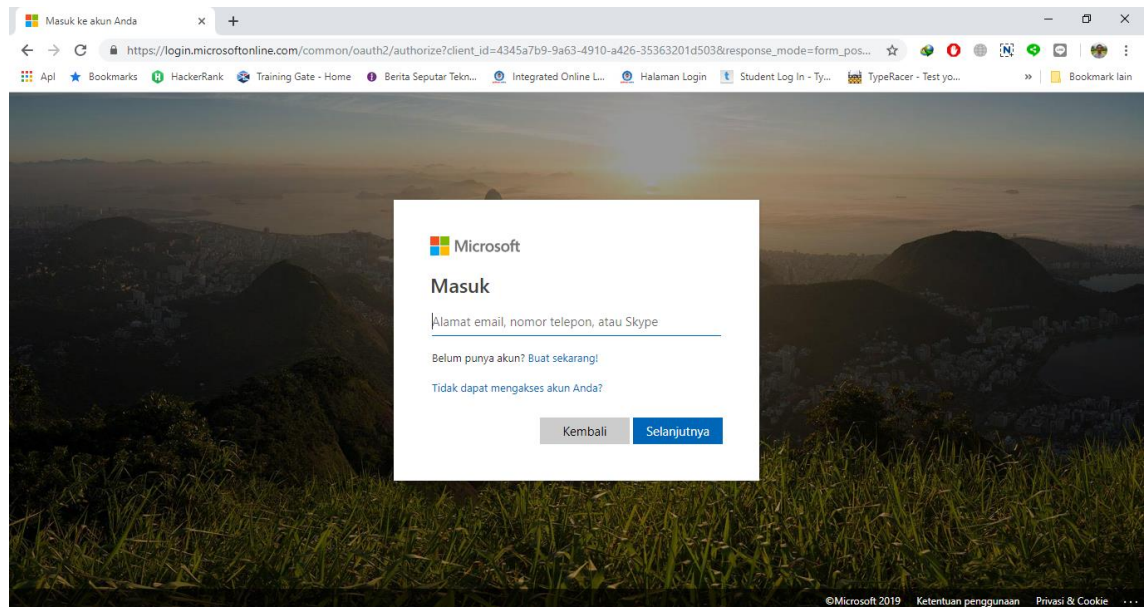 Masuk ke akun Anda
https://login.microsoftonline.com/common/oauth2/authorize?client_id=4345a7b9-9a63-4910-a426-35363201d503&response_mode=form_pos...
Apl Bookmarks HackerRank Training Gate - Home Berita Seputar Tekn... Integrated Online L... Halaman Login Student Log In - Ty... TypeRacer - Test yo... » Bookmark lain
Microsoft
Masuk
Alamat email, nomor telepon, atau Skype
Belum punya akun? Buat sekarang!
Tidak dapat mengakses akun Anda?
Kembali Selanjutnya
©Microsoft 2019 Ketentuan penggunaan Privasi & Cookie ...